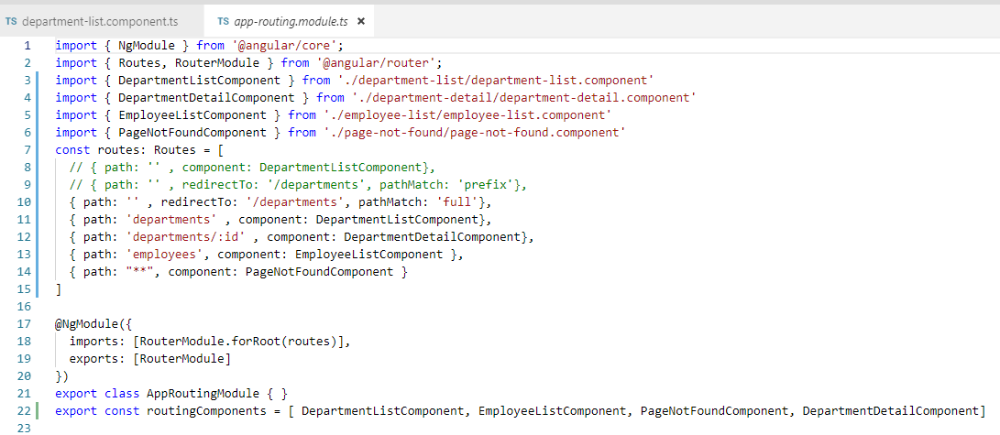 TS department-list.component.ts TS app-routing.module.ts ×
1 import { NgModule } from '@angular/core';
2 import { Routes, RouterModule } from '@angular/router';
3 import { DepartmentListComponent } from './department-list/department-list.component'
4 import { DepartmentDetailComponent } from './department-detail/department-detail.component'
5 import { EmployeeListComponent } from './employee-list/employee-list.component'
6 import { PageNotFoundComponent } from './page-not-found/page-not-found.component'
7 const routes: Routes = [
8 // { path: '' , component: DepartmentListComponent},
9 // { path: '' , redirectTo: '/departments', pathMatch: 'prefix'},
10 { path: '' , redirectTo: '/departments', pathMatch: 'full'},
11 { path: 'departments' , component: DepartmentListComponent},
12 { path: 'departments/:id' , component: DepartmentDetailComponent},
13 { path: 'employees', component: EmployeeListComponent },
14 { path: "**", component: PageNotFoundComponent }
15 ]
16
17 @NgModule({
18 imports: [RouterModule.forRoot(routes)],
19 exports: [RouterModule]
20 })
21 export class AppRoutingModule { }
22 export const routingComponents = [ DepartmentListComponent, EmployeeListComponent, PageNotFoundComponent, DepartmentDetailComponent]
23